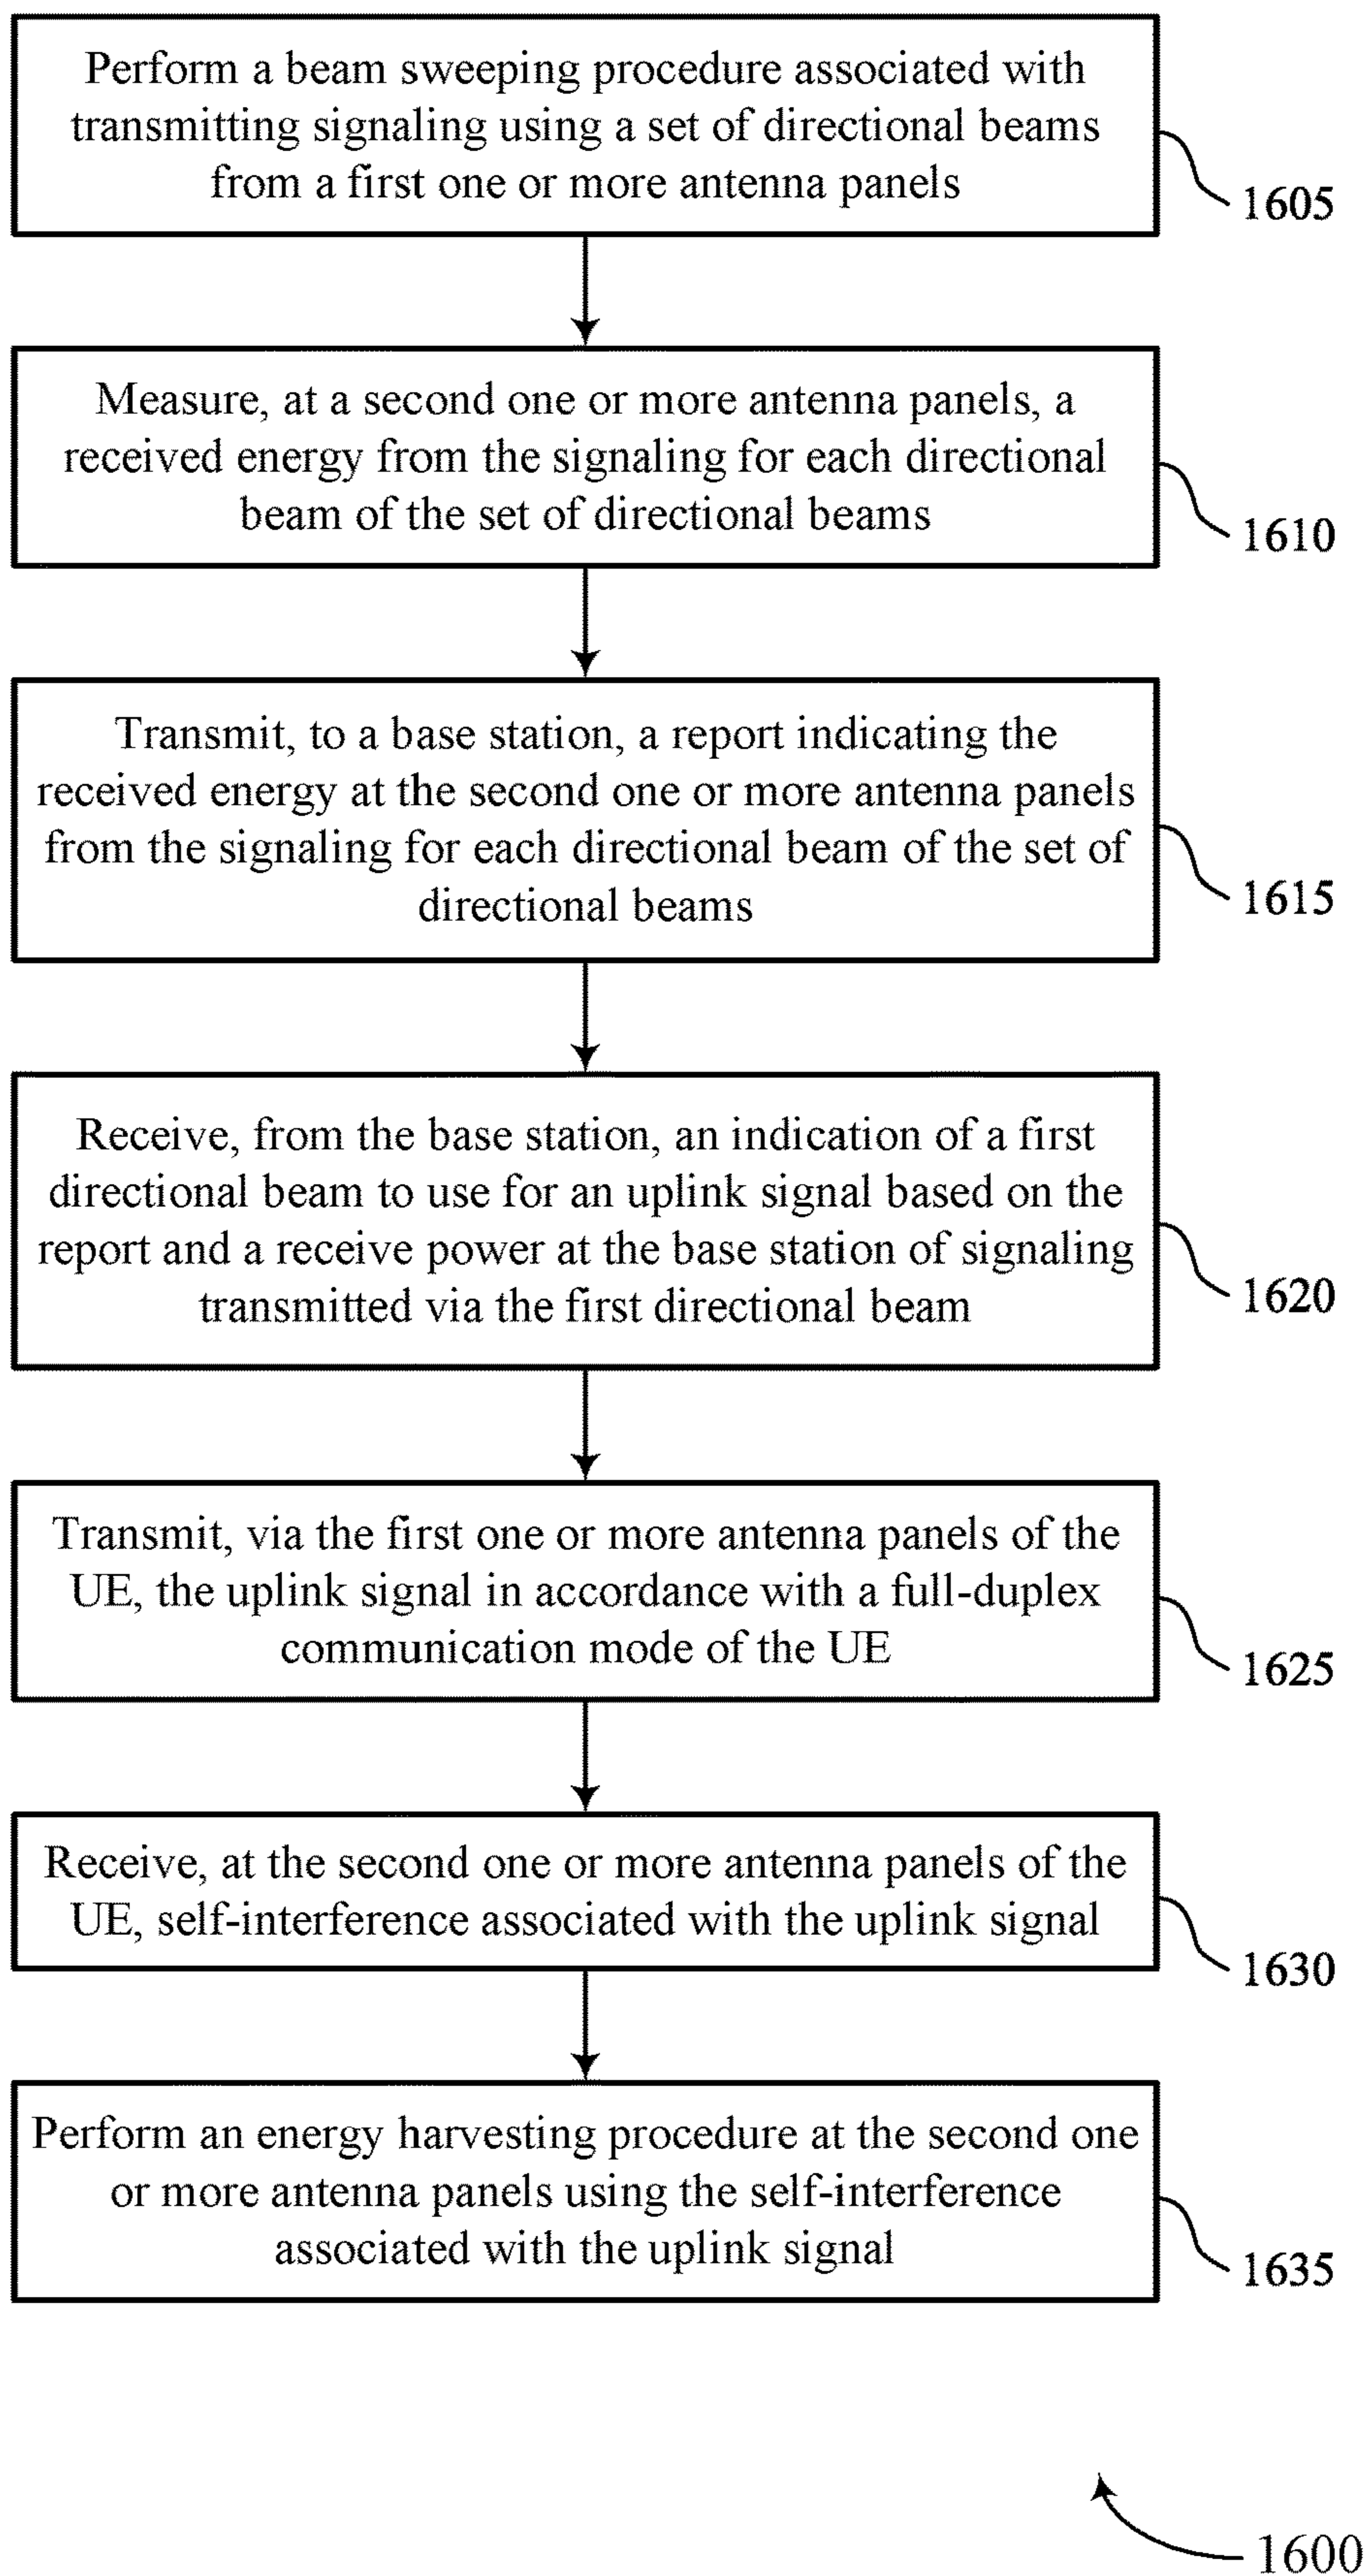 Perform a beam sweeping procedure associated with
transmitting signaling using a set of directional beams
from a first one or more antenna panels
1605
Measure, at a second one or more antenna panels, a
received energy from the signaling for each directional
beam of the set of directional beams
1610
Transmit, to a base station, a report indicating the
received energy at the second one or more antenna panels
from the signaling for each directional beam of the set of
directional beams
1615
Receive, from the base station, an indication of a first
directional beam to use for an uplink signal based on the
report and a receive power at the base station of signaling
transmitted via the first directional beam
1620
Transmit, via the first one or more antenna panels of the
UE, the uplink signal in accordance with a full-duplex
communication mode of the UE
1625
Receive, at the second one or more antenna panels of the
UE, self-interference associated with the uplink signal
1630
Perform an energy harvesting procedure at the second one
or more antenna panels using the self-interference
associated with the uplink signal
1635
1600